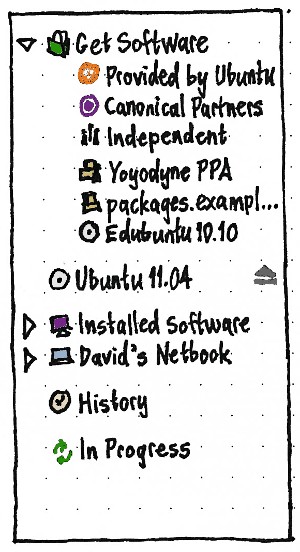 Get Software
Provided by Ubuntu
Canonical Partners
Independent
Yoyodyne PPA
packages.exampl...
Edubuntu 10.10
Ubuntu 11.04
Installed Software
David's Netbook
History
In Progress